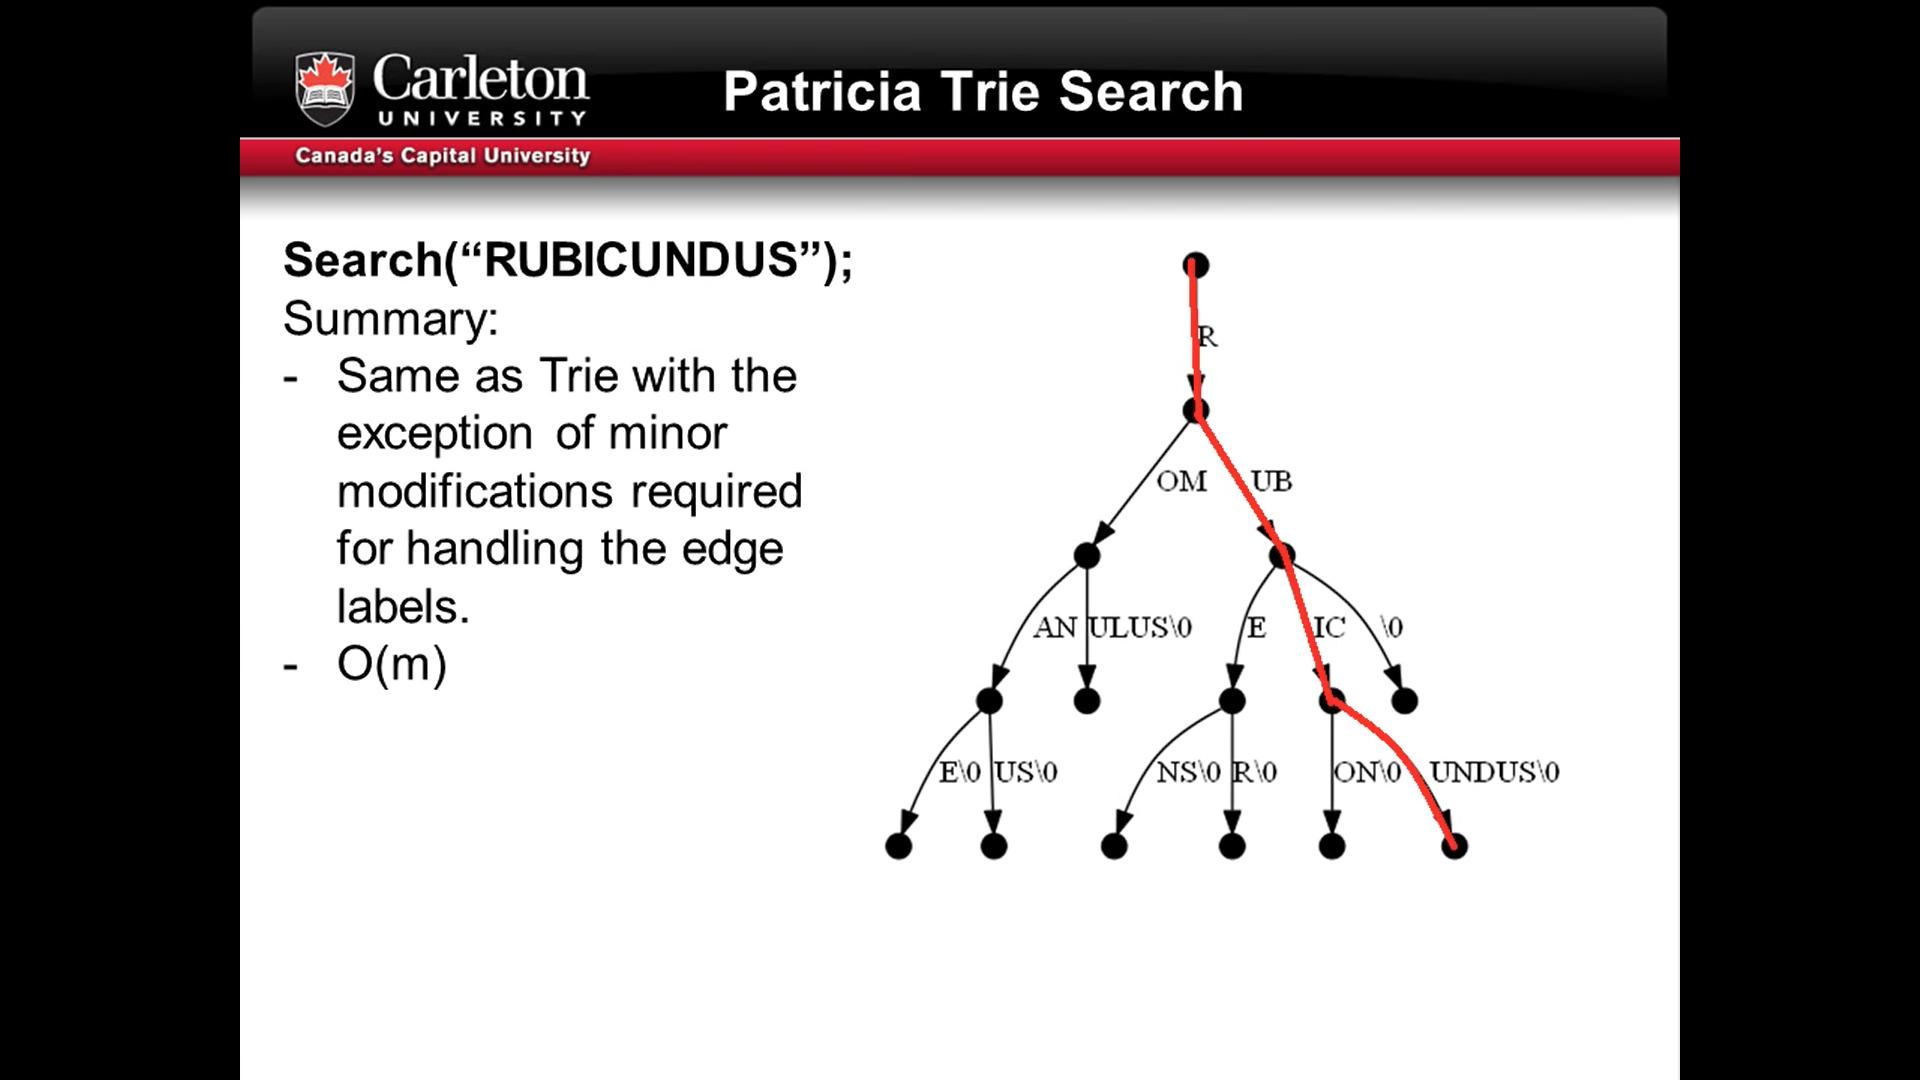 Carleton
UNIVERSITY
Canada's Capital University
Patricia Trie Search
Search(“RUBICUNDUS”);
Summary:
- Same as Trie with the
exception of minor
modifications required
for handling the edge
labels.
- O(m)
R
OM UB
AN ULUS\0 E IC \0
E\0 US\0 NS\0 R\0 ON\0 UNDUS\0